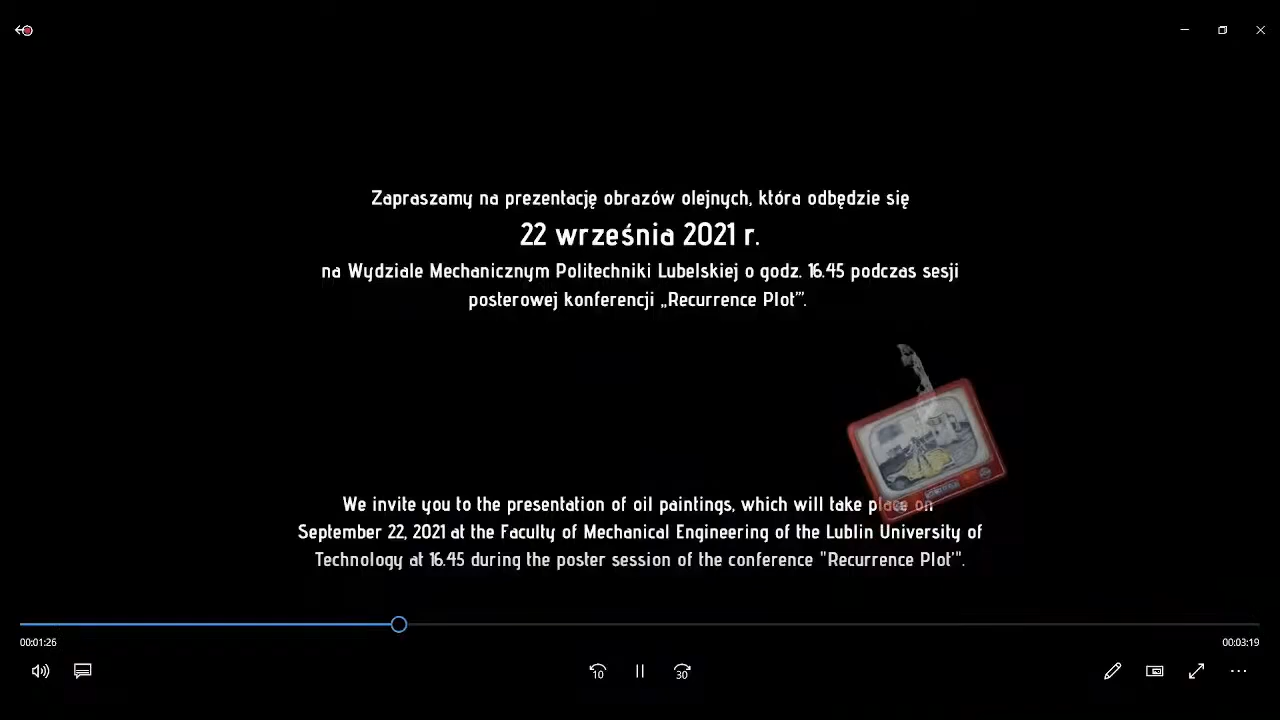 Zapraszamy na prezentację obrazów olejnych, która odbędzie się
22 września 2021 r.
na Wydziale Mechanicznym Politechniki Lubelskiej o godz. 16.45 podczas sesji
posterowej konferencji „Recurrence Plot'”.
We invite you to the presentation of oil paintings, which will take place on
September 22, 2021 at the Faculty of Mechanical Engineering of the Lublin University of
Technology at 16.45 during the poster session of the conference "Recurrence Plot'".
00:01:26
00:03:19
10
30